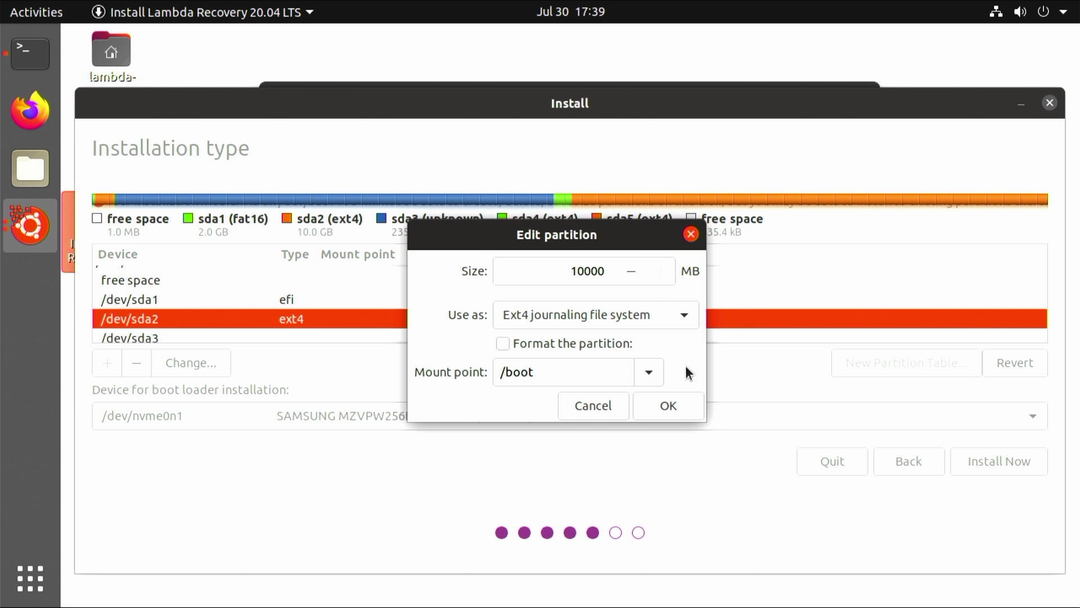 Activities Install Lambda Recovery 20.04 LTS Jul 30 17:39
lambda-
Install
Installation type
free space sda1 (fat16) sda2 (ext4) sda3 (unknown) sda4 (ext4) sda5 (ext4) free space
1.0 MB 2.0 GB 10.0 GB 35.4 kB
Device Type Mount point
free space
/dev/sda1 efi
/dev/sda2 ext4
/dev/sda3
+ − Change... New Partition Table... Revert
Device for boot loader installation:
/dev/nvme0n1 SAMSUNG MZVPW256
Quit Back Install Now
Edit partition
Size: 10000 − MB
Use as: Ext4 journaling file system
Format the partition:
Mount point: /boot
Cancel OK